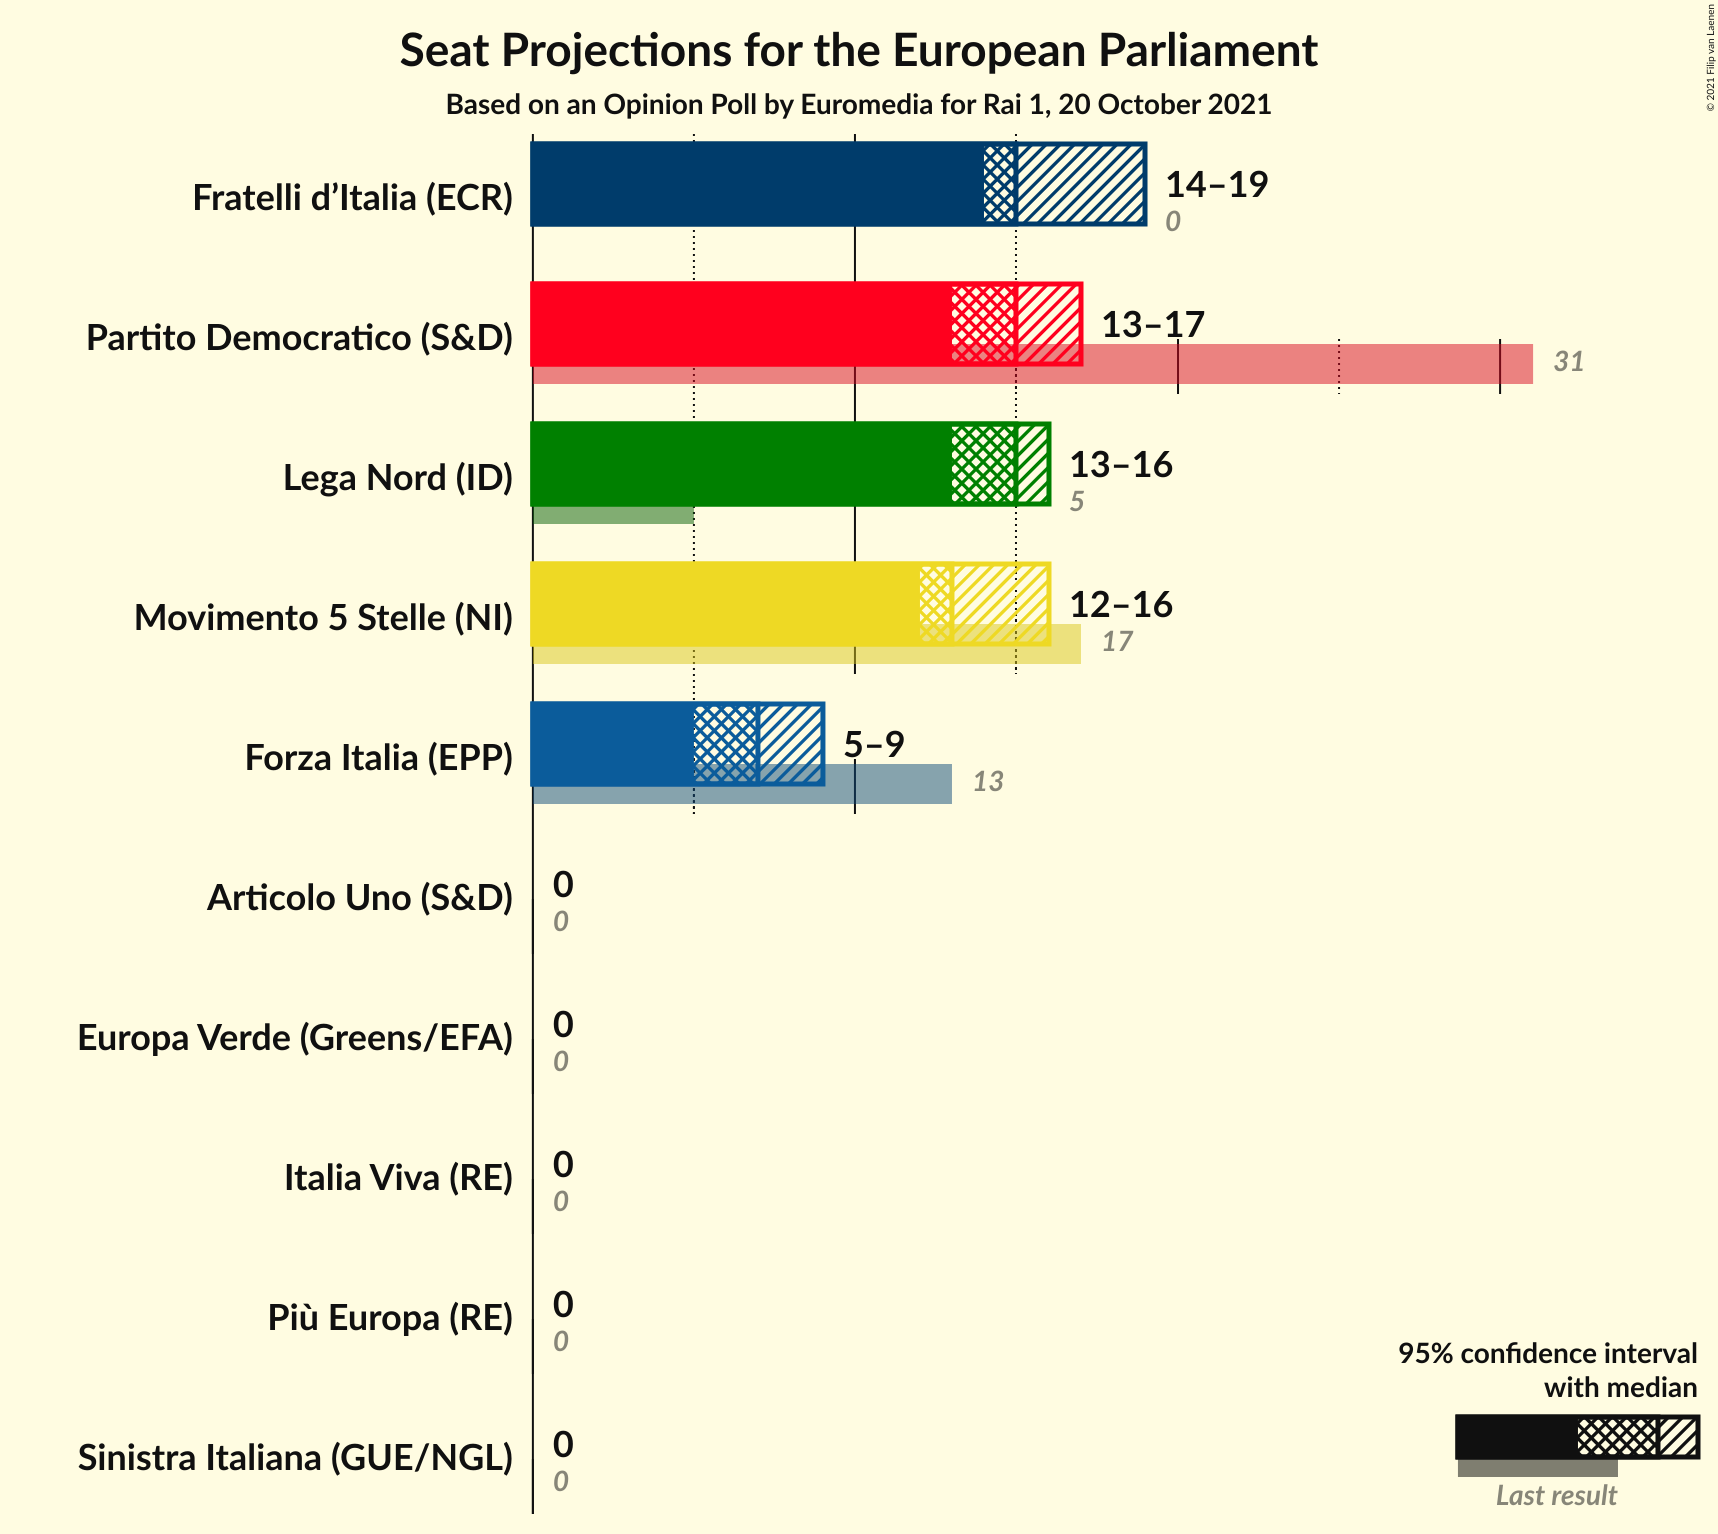 Seat Projections for the European Parliament
Based on an Opinion Poll by Euromedia for Rai 1, 20 October 2021
© 2021 Filip van Laenen
Fratelli d’Italia (ECR)
14–19
0
Partito Democratico (S&D)
13–17
31
Lega Nord (ID)
13–16
5
Movimento 5 Stelle (NI)
12–16
17
Forza Italia (EPP)
5–9
13
Articolo Uno (S&D)
0
0
Europa Verde (Greens/EFA)
0
0
Italia Viva (RE)
0
0
Più Europa (RE)
0
0
Sinistra Italiana (GUE/NGL)
0
0
95% confidence interval
with median
Last result